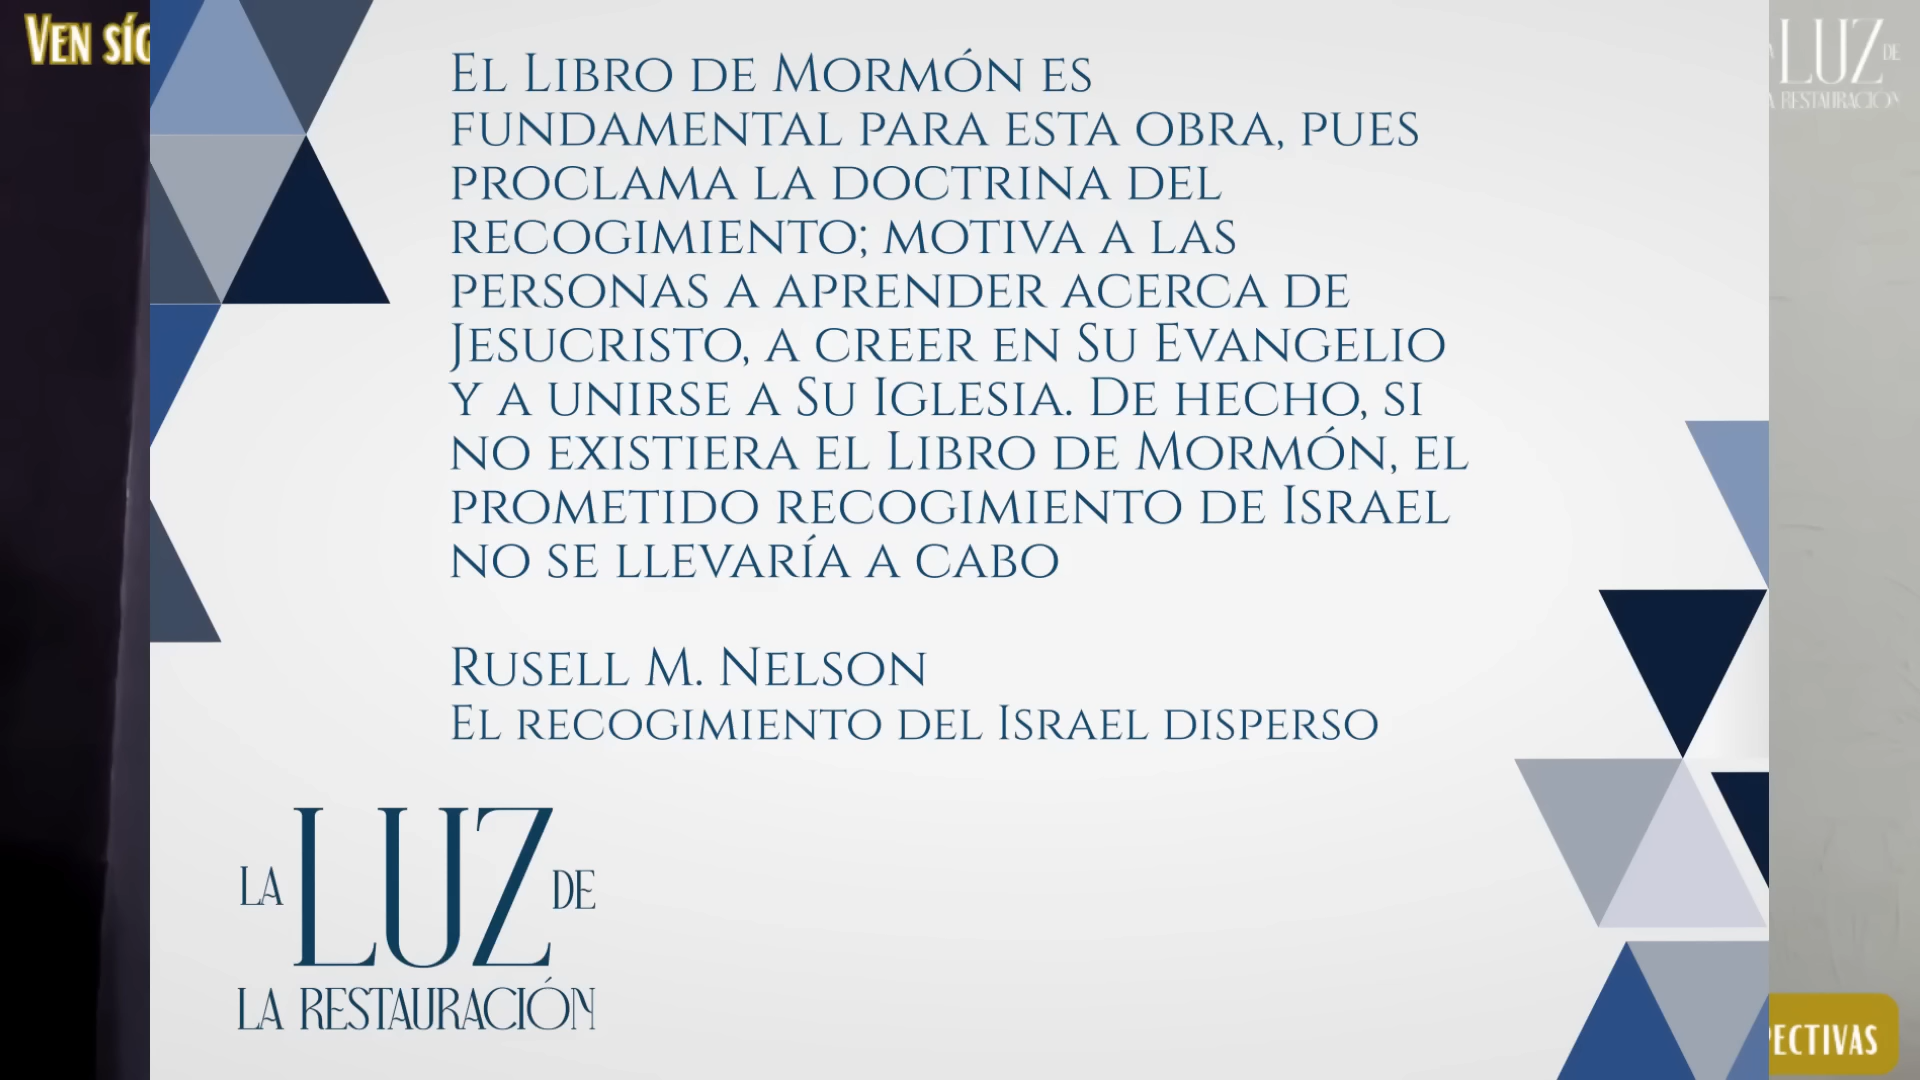 Ven síg
El Libro de Mormón es
fundamental para esta obra, pues
proclama la doctrina del
recogimiento; motiva a las
personas a aprender acerca de
Jesucristo, a creer en Su Evangelio
y a unirse a Su Iglesia. De hecho, si
no existiera el Libro de Mormón, el
prometido recogimiento de Israel
no se llevaría a cabo
Rusell M. Nelson
El recogimiento del Israel disperso
LA LUZ DE
LA RESTAURACIÓN
LUZ DE
A RESTAURACIÓN
PECTIVAS